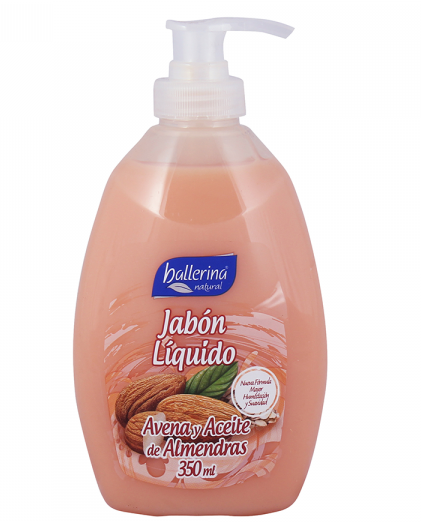 ballerina®
natural
Jabón
Líquido
Nueva Fórmula
Mayor
Humectación
y Suavidad
Avena y Aceite
de Almendras
350 ml